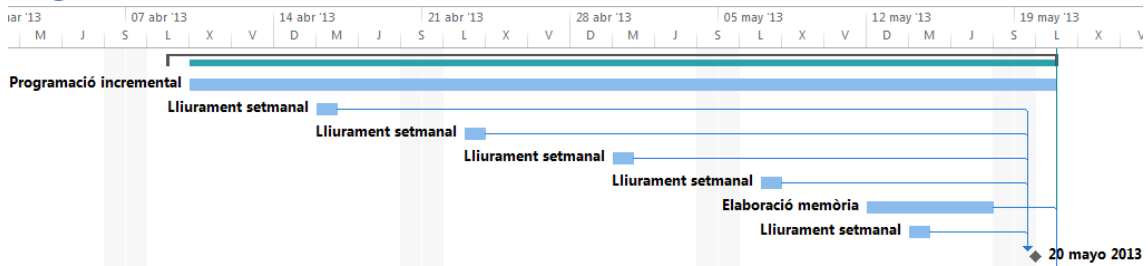 ar '13 07 abr '13 14 abr '13 21 abr '13 28 abr '13 05 may '13 12 may '13 19 may '13
M J S L X V D M J S L X V D M J S L X V D M J S L X V
Programació incremental
Lliurament setmanal
Lliurament setmanal
Lliurament setmanal
Lliurament setmanal
Elaboració memòria
Lliurament setmanal
20 mayo 2013